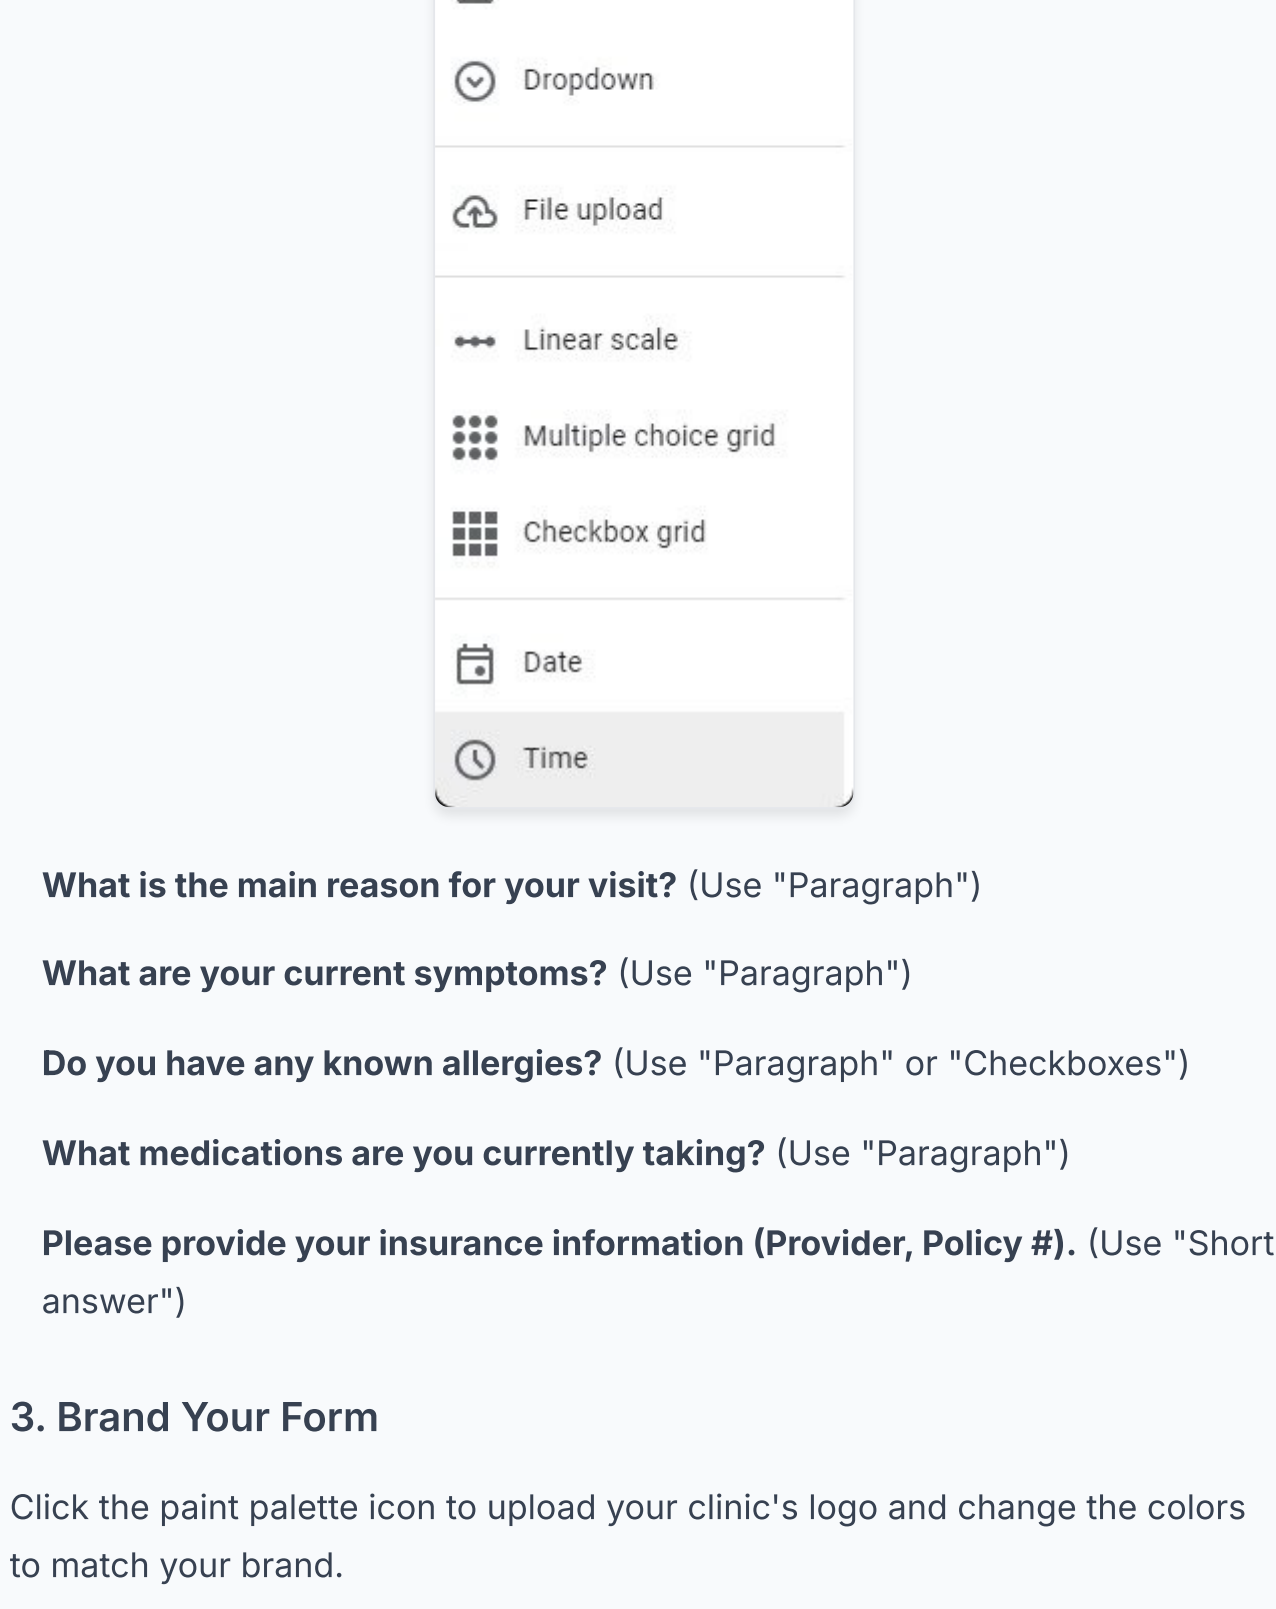 Dropdown
File upload
Linear scale
Multiple choice grid
Checkbox grid
Date
Time
What is the main reason for your visit? (Use "Paragraph")
What are your current symptoms? (Use "Paragraph")
Do you have any known allergies? (Use "Paragraph" or "Checkboxes")
What medications are you currently taking? (Use "Paragraph")
Please provide your insurance information (Provider, Policy #). (Use "Short
answer")
3. Brand Your Form
Click the paint palette icon to upload your clinic's logo and change the colors
to match your brand.